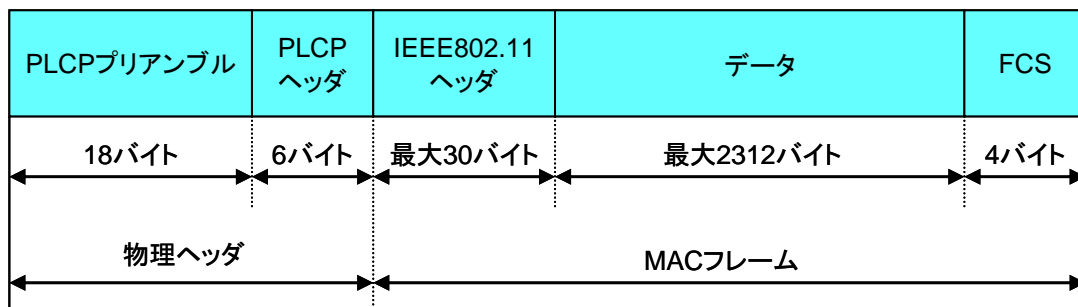 PLCPプリアンブル
PLCP
ヘッダ
IEEE802.11
ヘッダ
データ
FCS
18バイト
6バイト
最大30バイト
最大2312バイト
4バイト
物理ヘッダ
MACフレーム